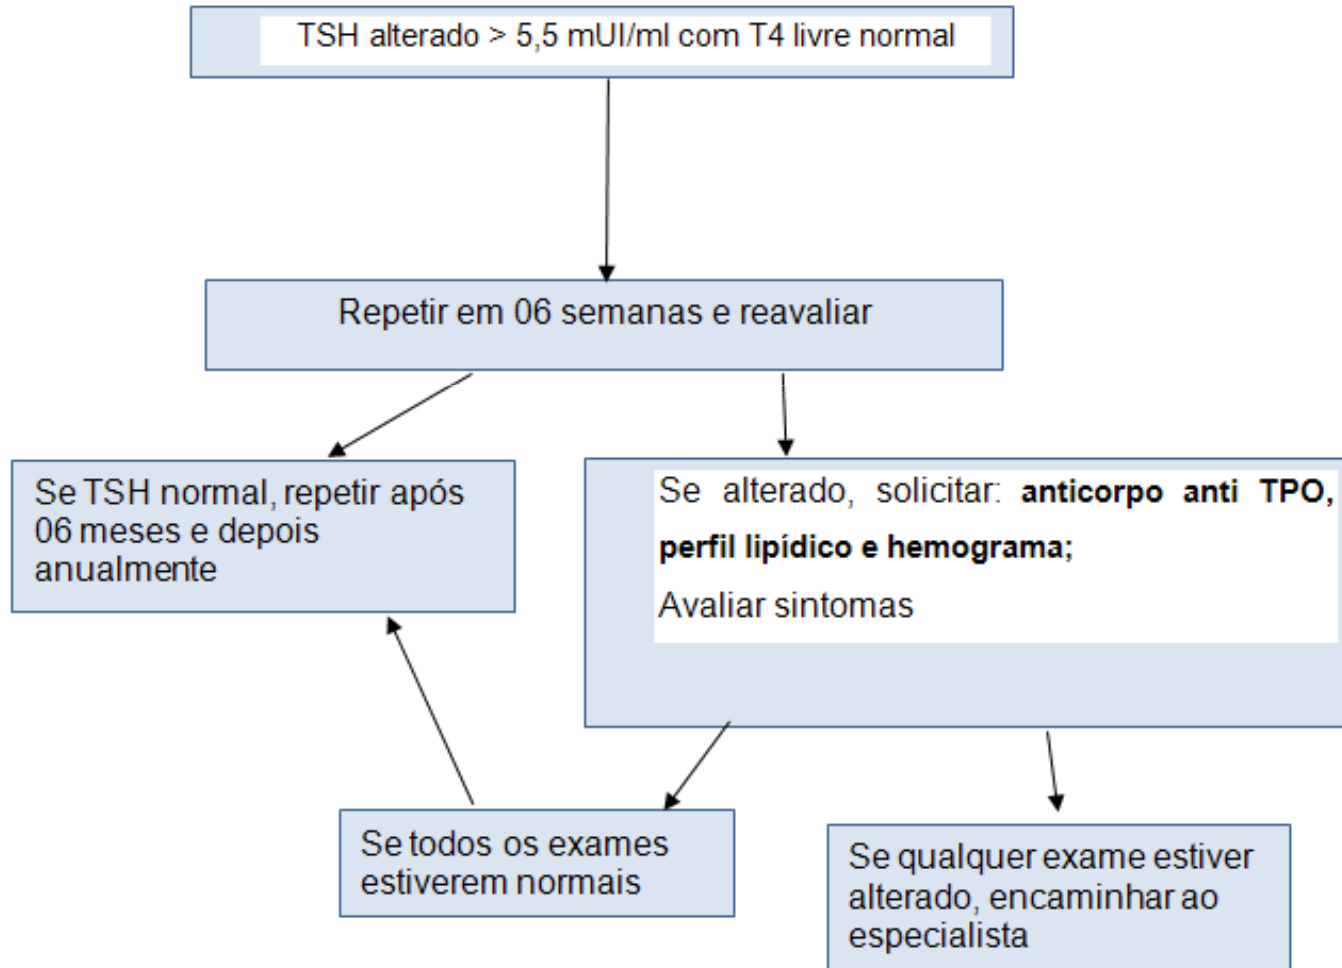 TSH alterado > 5,5 mUI/ml com T4 livre normal
Repetir em 06 semanas e reavaliar
Se TSH normal, repetir após
06 meses e depois
anualmente
Se alterado, solicitar: anticorpo anti TPO,
perfil lipídico e hemograma;
Avaliar sintomas
Se todos os exames
estiverem normais
Se qualquer exame estiver
alterado, encaminhar ao
especialista